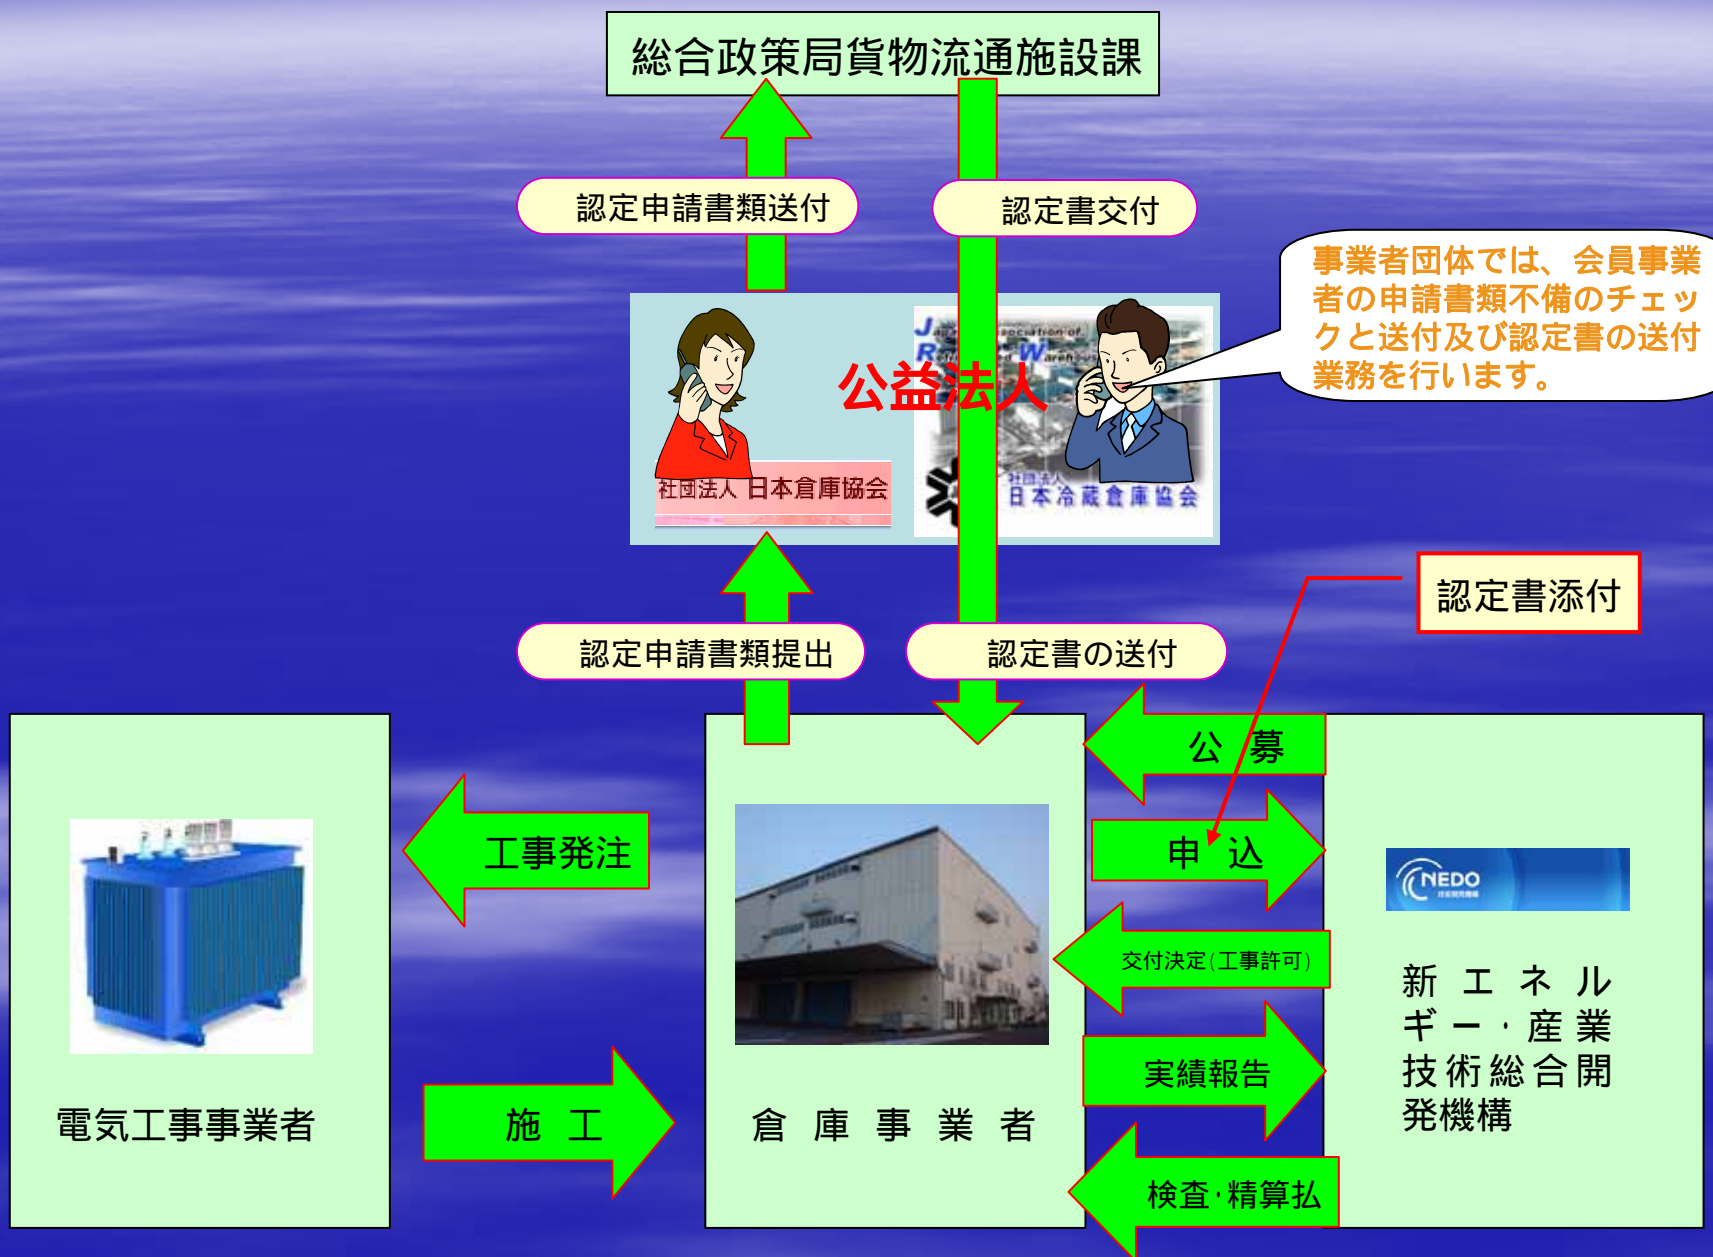 総合政策局貨物流通施設課
認定申請書類送付
認定書交付
事業者団体では、会員事業
者の申請書類不備のチェッ
クと送付及び認定書の送付
業務を行います。
公益法人
社団法人 日本倉庫協会
社団法人
日本冷蔵倉庫協会
認定書添付
認定申請書類提出
認定書の送付
公 募
工事発注
申 込
NEDO
交付決定(工事許可)
新エネル
ギー・産業
技術総合開
発機構
実績報告
電気工事事業者
施 工
倉庫事業者
検査・精算払